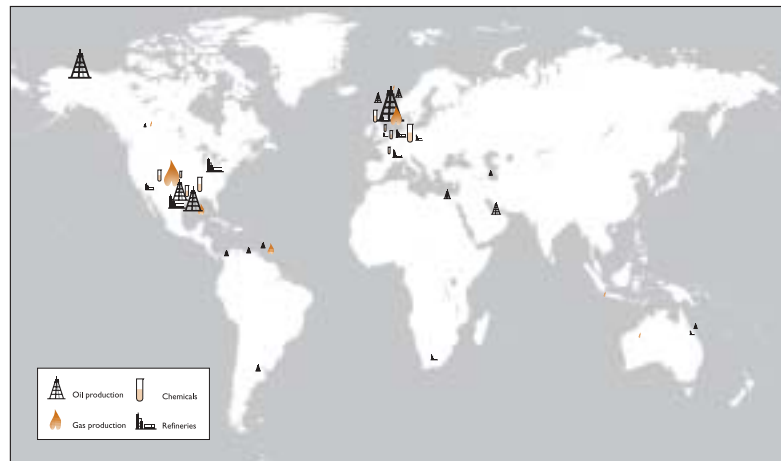 Oil production
Chemicals
Gas production
Refineries